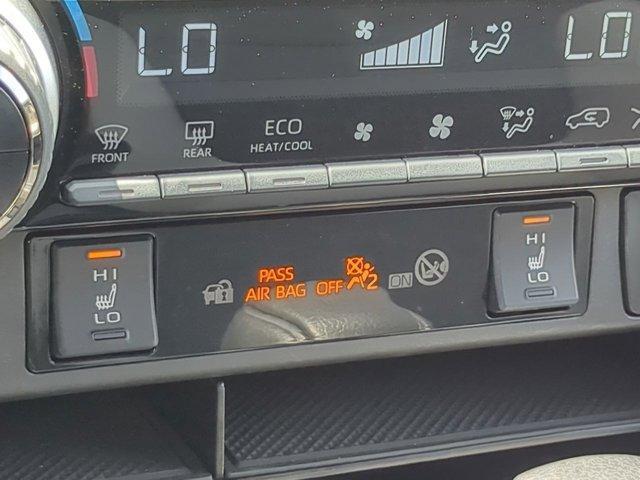 LO LO
FRONT REAR ECO
HEAT/COOL
HI
LO
PASS
AIR BAG OFF 2 ON
HI
LO